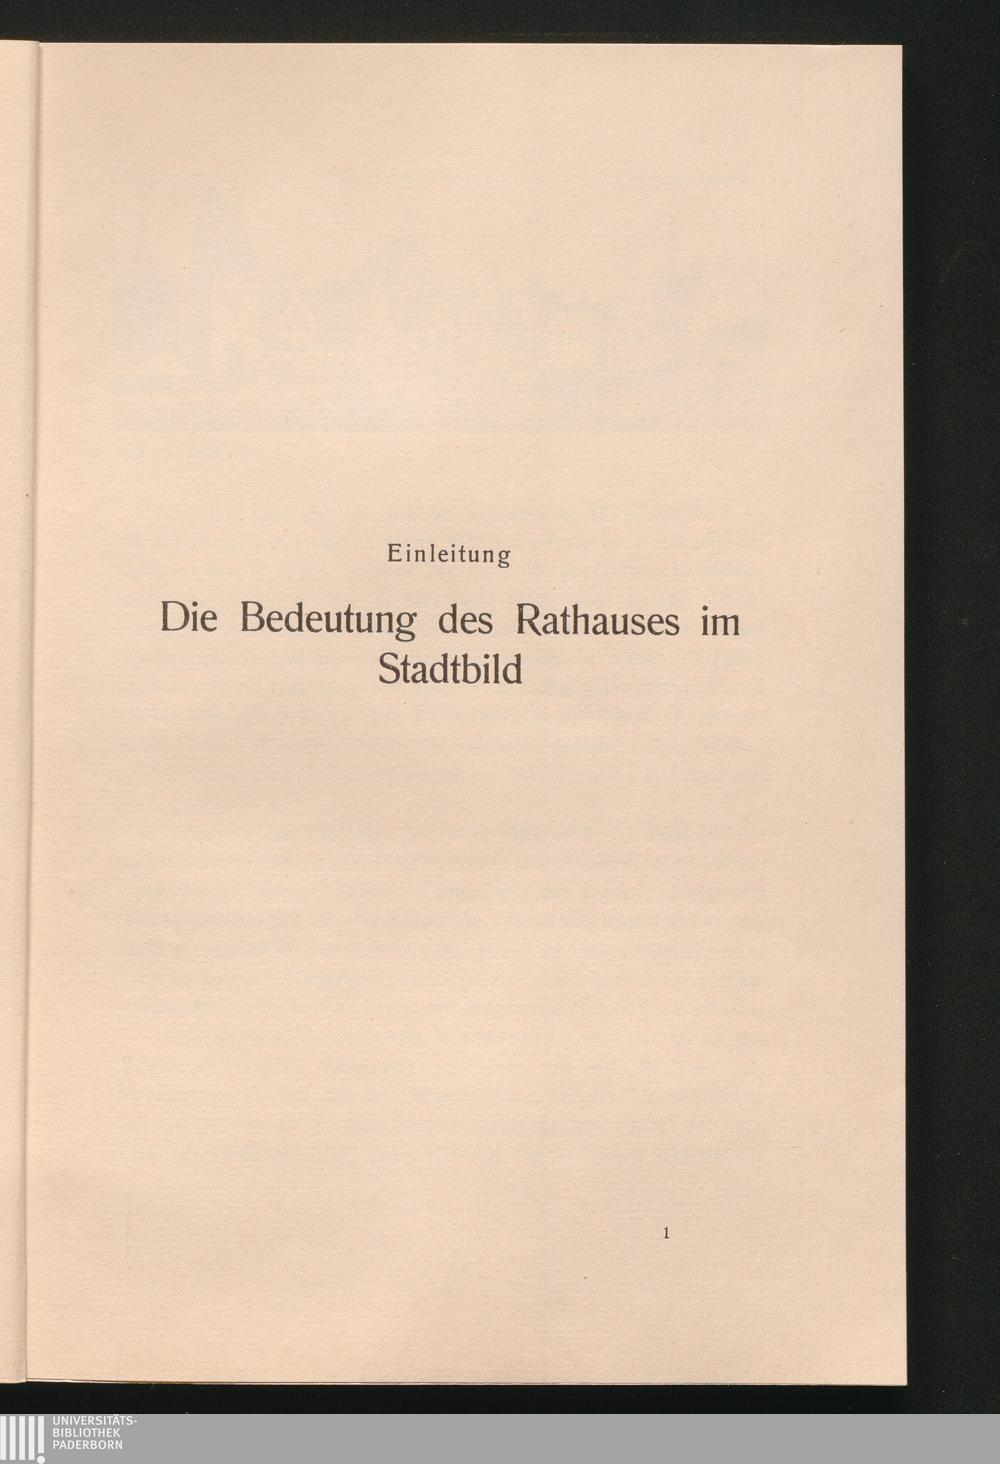 Einleitung
Die Bedeutung des Rathauses im
Stadtbild
1
UNIVERSITÄTS-
BIBLIOTHEK
PADERBORN